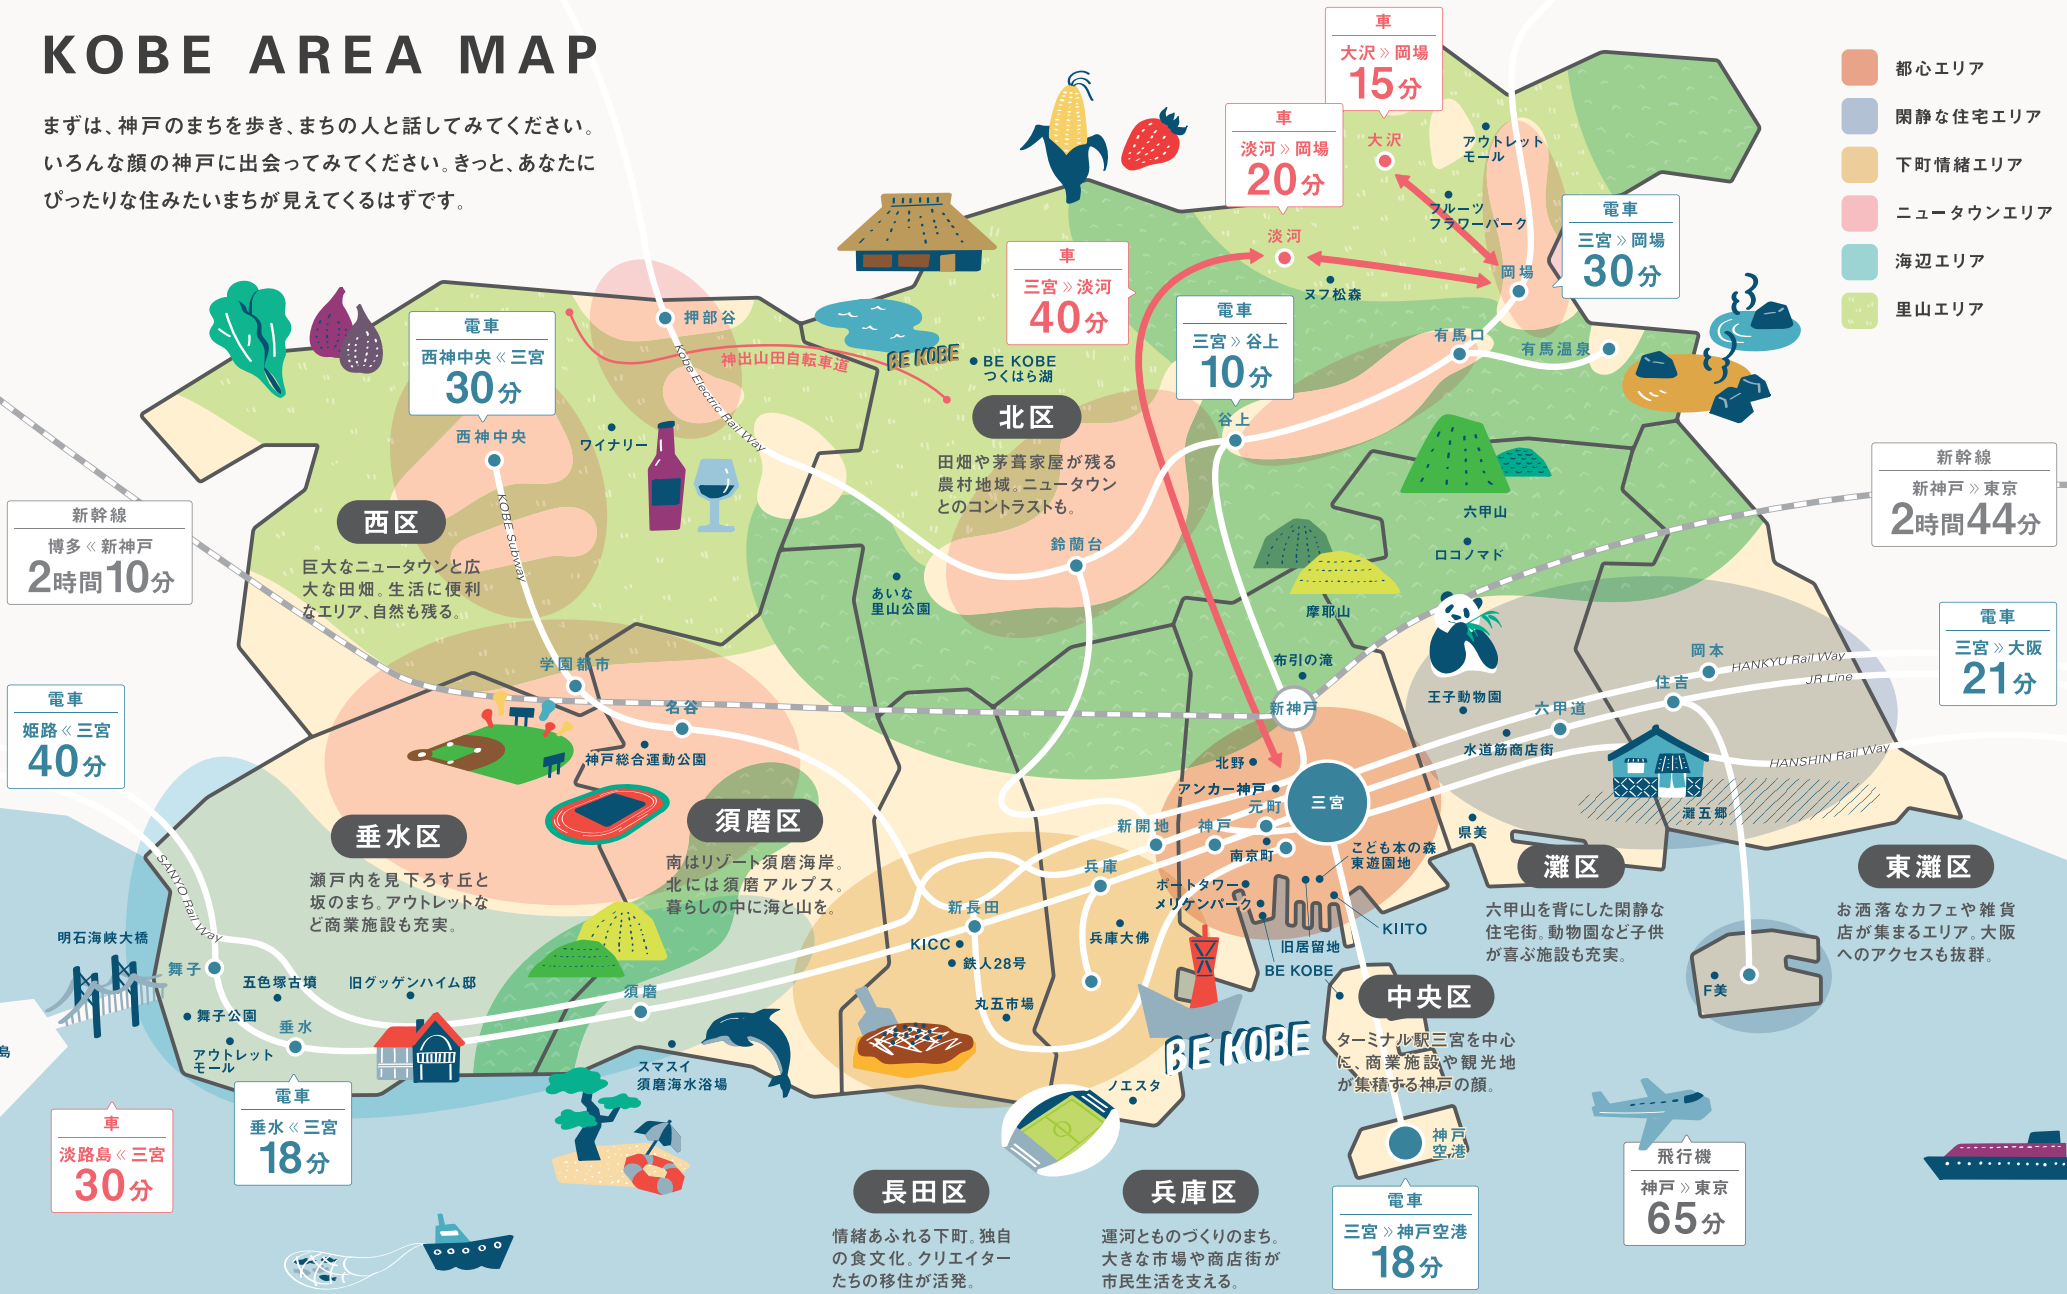 KOBE AREA MAP
まずは、神戸のまちを歩き、まちの人と話してみてください。
いろんな顔の神戸に出会ってみてください。きっと、あなたに
ぴったりな住みたいまちが見えてくるはずです。
都心エリア
閑静な住宅エリア
下町情緒エリア
ニュータウンエリア
海辺エリア
里山エリア
車
大沢»岡場
15分
車
淡河»岡場
20分
大沢
アウトレット
モール
フルーツ
フラワーパーク
電車
三宮»岡場
30分
淡河
車
三宮»淡河
40分
ヌフ松森
岡場
電車
三宮»谷上
10分
有馬口
有馬温泉
谷上
押部谷
電車
西神中央«三宮
30分
神出山田自転車道
BE KOBE
BE KOBE
つくはら湖
Kobe Electric Rail Way
西神中央
ワイナリー
北区
田畑や茅葺家屋が残る
農村地域。ニュータウン
とのコントラストも。
西区
巨大なニュータウンと広
大な田畑。生活に便利
なエリア、自然も残る。
KOBE Subway
新幹線
博多«新神戸
2時間10分
新幹線
新神戸»東京
2時間44分
六甲山
ロコノマド
摩耶山
鈴蘭台
あいな
里山公園
布引の滝
新神戸
王子動物園
六甲道
水道筋商店街
住吉
岡本
HANKYU Rail Way
JR Line
HANSHIN Rail Way
電車
三宮»大阪
21分
電車
姫路«三宮
40分
学園都市
名谷
神戸総合運動公園
北野
アンカー神戸
元町
三宮
新開地
神戸
南京町
県美
灘五郷
垂水区
瀬戸内を見下ろす丘と
坂のまち。アウトレットな
ど商業施設も充実。
須磨区
南はリゾート須磨海岸。
北には須磨アルプス。
暮らしの中に海と山を。
SANYO Rail Way
兵庫
新長田
KICC
鉄人28号
丸五市場
兵庫大仏
ポートタワー
メリケンパーク
こども本の森
東遊園地
KIITO
旧居留地
BE KOBE
灘区
六甲山を背にした閑静な
住宅街。動物園など子供
が喜ぶ施設も充実。
東灘区
お洒落なカフェや雑貨
店が集まるエリア。大阪
へのアクセスも抜群。
F美
中央区
ターミナル駅三宮を中心
に、商業施設や観光地
が集積する神戸の顔。
BE KOBE
明石海峡大橋
舞子
五色塚古墳
舞子公園
旧グッゲンハイム邸
垂水
アウトレット
モール
須磨
スマスイ
須磨海水浴場
ノエスタ
島
車
淡路島«三宮
30分
電車
垂水«三宮
18分
長田区
情緒あふれる下町。独自
の食文化。クリエイター
たちの移住が活発。
兵庫区
運河とものづくりのまち。
大きな市場や商店街が
市民生活を支える。
神戸
空港
電車
三宮»神戸空港
18分
飛行機
神戸»東京
65分